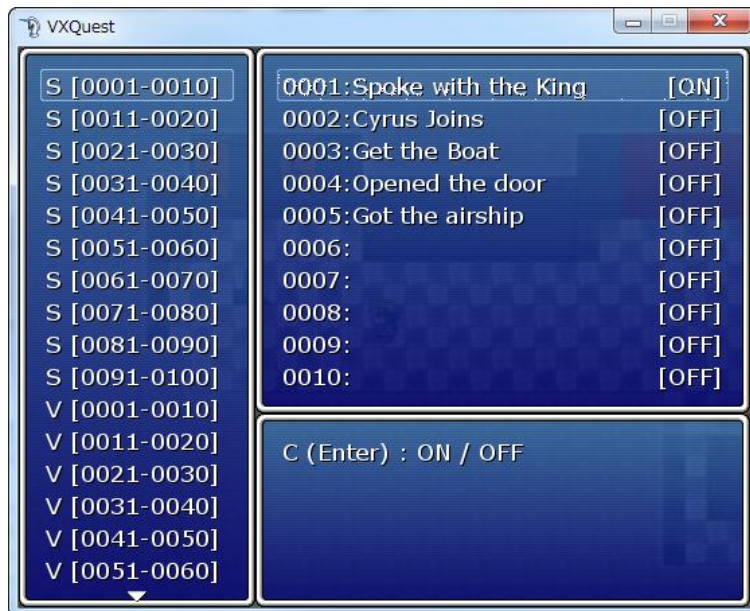 VXQuest
S [0001-0010]
S [0011-0020]
S [0021-0030]
S [0031-0040]
S [0041-0050]
S [0051-0060]
S [0061-0070]
S [0071-0080]
S [0081-0090]
S [0091-0100]
V [0001-0010]
V [0011-0020]
V [0021-0030]
V [0031-0040]
V [0041-0050]
V [0051-0060]
0001:Spoke with the King [ON]
0002:Cyrus Joins [OFF]
0003:Get the Boat [OFF]
0004:Opened the door [OFF]
0005:Got the airship [OFF]
0006: [OFF]
0007: [OFF]
0008: [OFF]
0009: [OFF]
0010: [OFF]
C (Enter) : ON / OFF